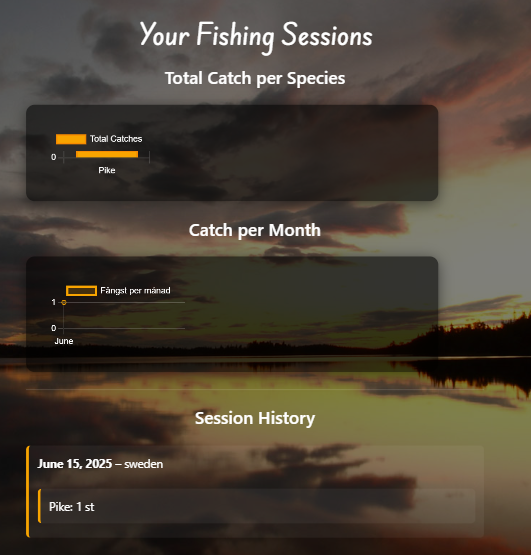 Your Fishing Sessions
Total Catch per Species
Total Catches
0
Pike
Catch per Month
Fångst per månad
1
0
June
Session History
June 15, 2025 – sweden
Pike: 1 st